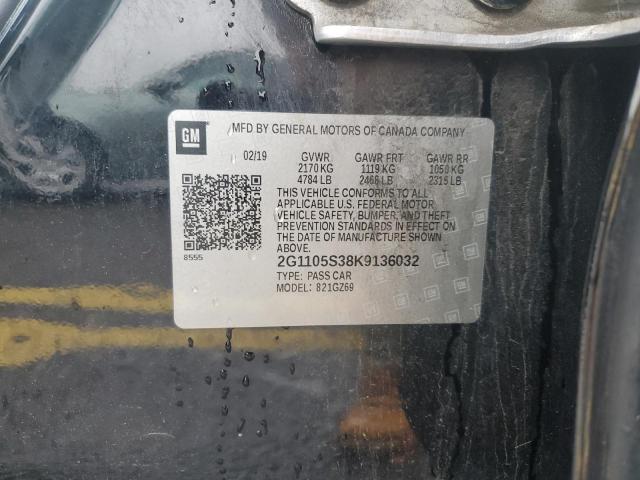 GM
MFD BY GENERAL MOTORS OF CANADA COMPANY
02/19 GVWR GAWR FRT GAWR RR
2170 KG 1119 KG 1050 KG
4784 LB 2466 LB 2315 LB
THIS VEHICLE CONFORMS TO ALL
APPLICABLE U.S. FEDERAL MOTOR
VEHICLE SAFETY, BUMPER, AND THEFT
PREVENTION STANDARDS IN EFFECT ON
THE DATE OF MANUFACTURE SHOWN
ABOVE.
8555
2G1105S38K9136032
TYPE: PASS CAR
MODEL: 821GZ69